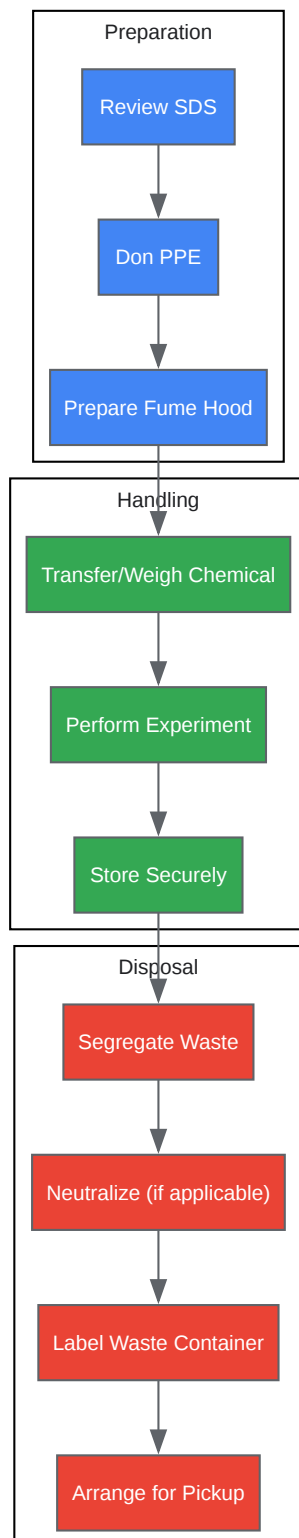 Preparation
Review SDS
Don PPE
Prepare Fume Hood
Handling
Transfer/Weigh Chemical
Perform Experiment
Store Securely
Disposal
Segregate Waste
Neutralize (if applicable)
Label Waste Container
Arrange for Pickup